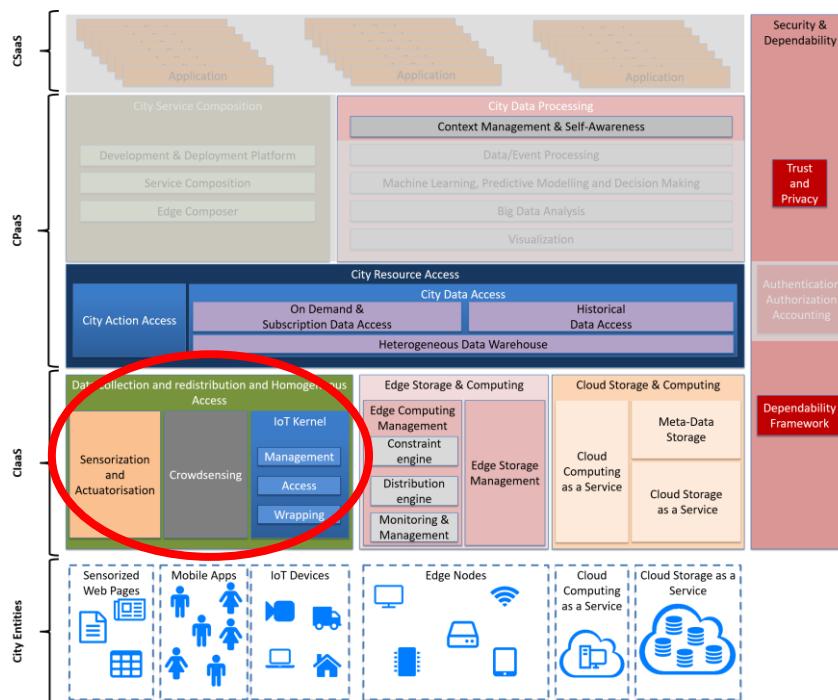 CSaaS
Application
Application
Application
Security &
Dependability
CPaaS
City Service Composition
Development & Deployment Platform
Service Composition
Edge Composer
City Data Processing
Context Management & Self-Awareness
Data/Event Processing
Machine Learning, Predictive Modelling and Decision Making
Big Data Analysis
Visualization
Trust
and
Privacy
City Resource Access
City Action Access
City Data Access
On Demand &
Subscription Data Access
Historical
Data Access
Heterogeneous Data Warehouse
Authentication
Authorization
Accounting
CIaaS
Data Collection and redistribution and Homogenous
Access
Sensorization
and
Actuatorisation
Crowdsensing
IoT Kernel
Management
Access
Wrapping
Edge Storage & Computing
Edge Computing
Management
Constraint
engine
Distribution
engine
Monitoring &
Management
Edge Storage
Management
Cloud Storage & Computing
Cloud
Computing
as a Service
Meta-Data
Storage
Cloud Storage
as a Service
Dependability
Framework
City Entities
Sensorized
Web Pages
Mobile Apps
IoT Devices
Edge Nodes
Cloud
Computing
as a Service
Cloud Storage as a
Service